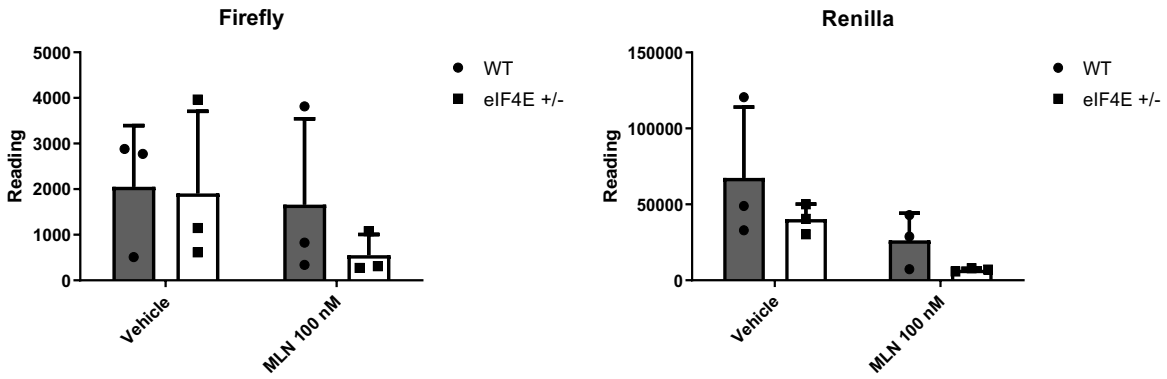 Firefly
5000
4000
3000
2000
1000
0
Reading
Vehicle
MLN 100 nM
WT
eIF4E +/-
Renilla
150000
100000
50000
0
Reading
Vehicle
MLN 100 nM
WT
eIF4E +/-